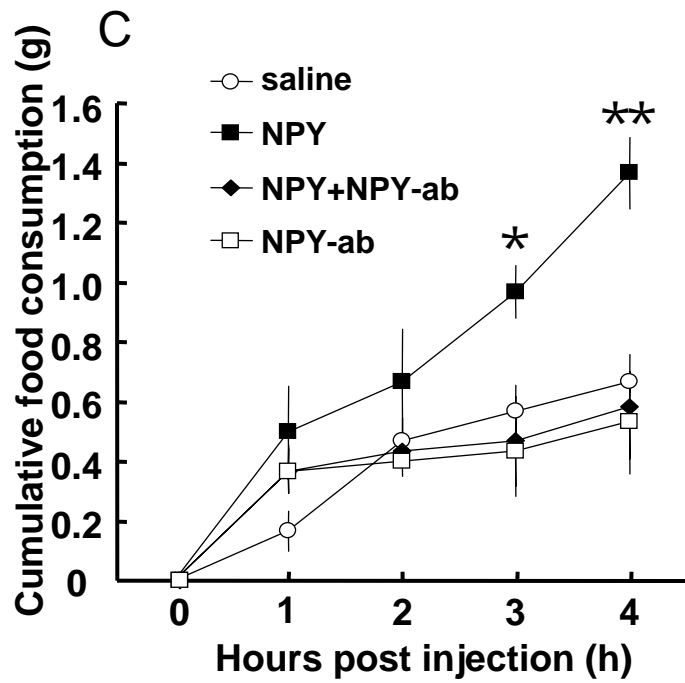 C
Cumulative food consumption (g)
saline
NPY
NPY+NPY-ab
NPY-ab
1.6
1.4
1.2
1.0
0.8
0.6
0.4
0.2
0
*
**
0 1 2 3 4
Hours post injection (h)